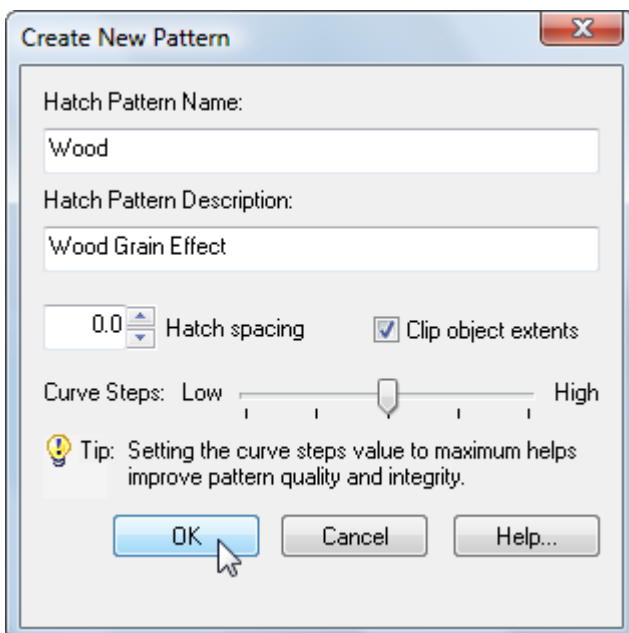 Create New Pattern
Hatch Pattern Name:
Wood
Hatch Pattern Description:
Wood Grain Effect
0.0 Hatch spacing Clip object extents
Curve Steps: Low High
Tip: Setting the curve steps value to maximum helps
improve pattern quality and integrity.
OK Cancel Help...